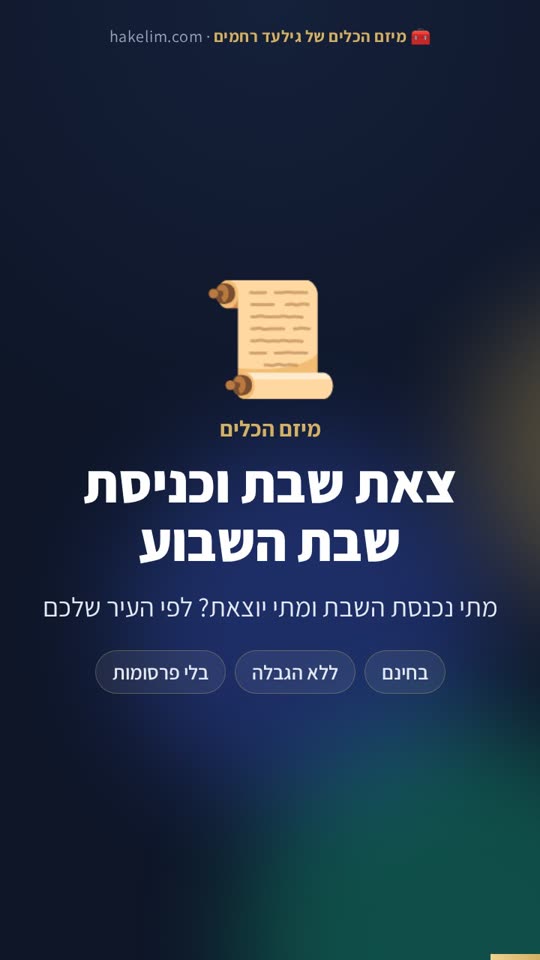 🧰 מיזם הכלים של גילעד רחמים · hakelim.com
מיזם הכלים
צאת שבת וכניסת
שבת השבוע
מתי נכנסת השבת ומתי יוצאת? לפי העיר שלכם
בחינם
ללא הגבלה
בלי פרסומות